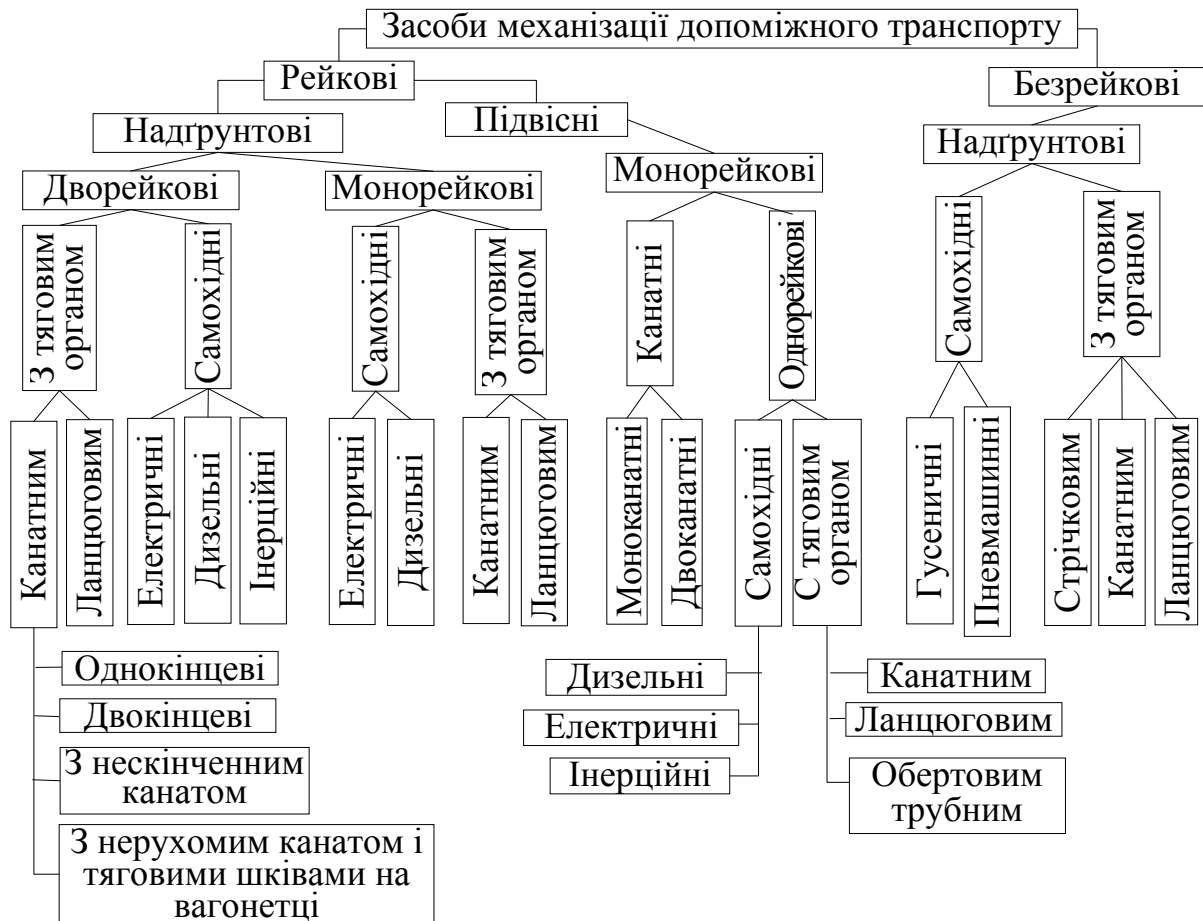 Засоби механізації допоміжного транспорту
Рейкові
Безрейкові
Надґрунтові
Підвісні
Надґрунтові
Дворейкові
Монорейкові
Монорейкові
З тяговим
органом
Самохідні
Самохідні
З тяговим
органом
Канатні
Однорейкові
Самохідні
З тяговим
органом
Канатним
Ланцюговим
Електричні
Дизельні
Інерційні
Електричні
Дизельні
Канатним
Ланцюговим
Моноканатні
Двоканатні
Самохідні
С тяговим
органом
Гусеничні
Пневмашинні
Стрічковим
Канатним
Ланцюговим
Однокінцеві
Двокінцеві
З нескінченним
канатом
З нерухомим канатом і
тяговими шківами на
вагонетці
Дизельні
Електричні
Інерційні
Канатним
Ланцюговим
Обертовим
трубним